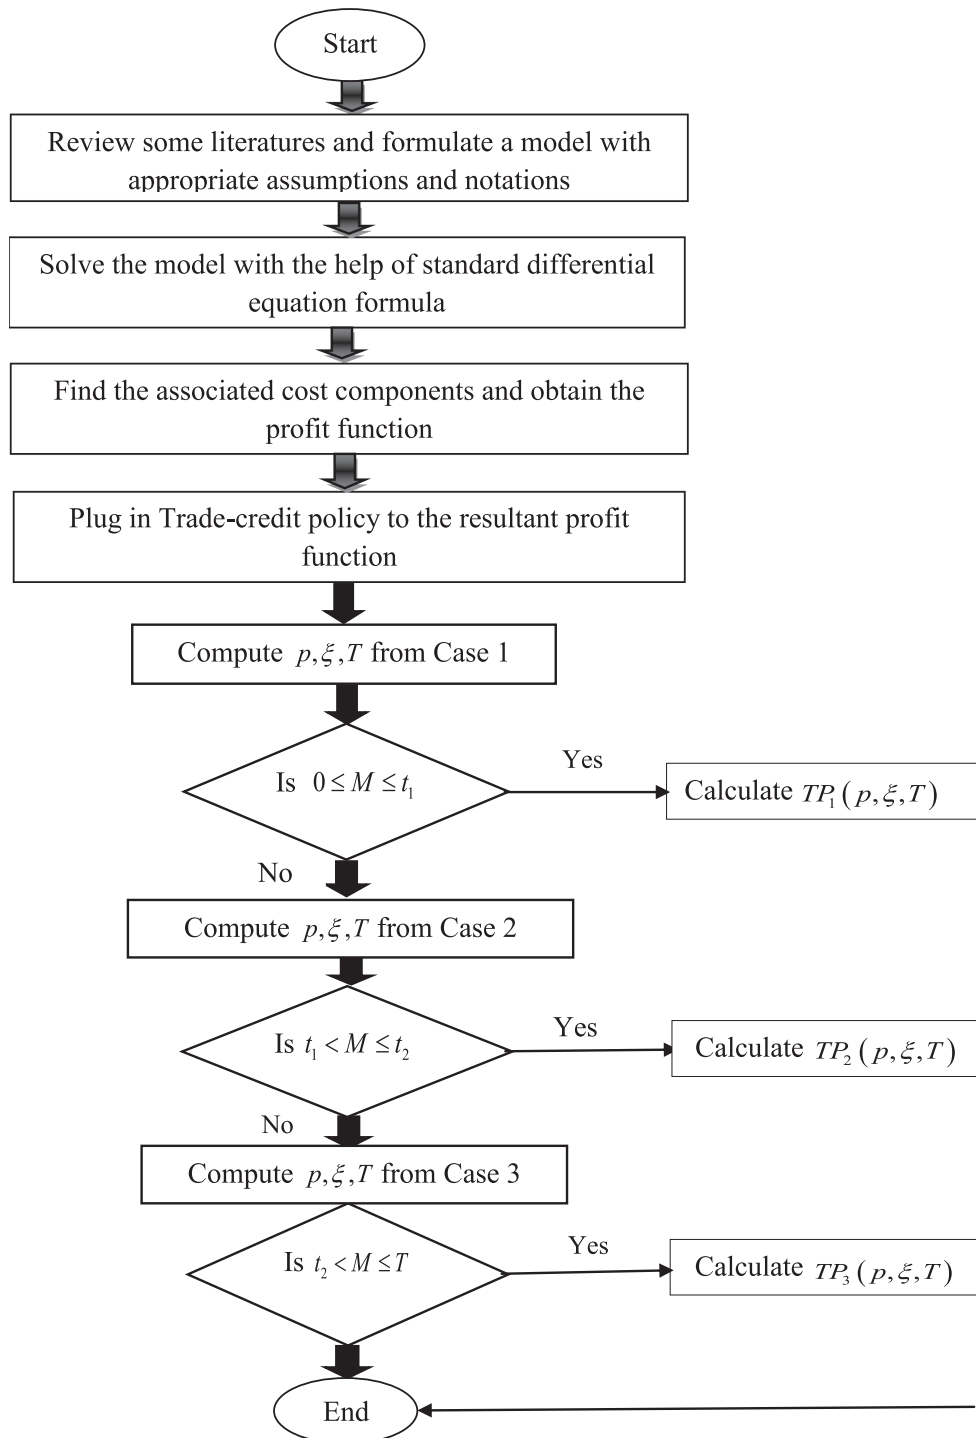 Start
Review some literatures and formulate a model with
appropriate assumptions and notations
Solve the model with the help of standard differential
equation formula
Find the associated cost components and obtain the
profit function
Plug in Trade-credit policy to the resultant profit
function
Compute p, ξ, T from Case 1
Is 0 ≤ M ≤ t₁
Yes
Calculate TP₁(p, ξ, T)
No
Compute p, ξ, T from Case 2
Is t₁ < M ≤ t₂
Yes
Calculate TP₂(p, ξ, T)
No
Compute p, ξ, T from Case 3
Is t₂ < M ≤ T
Yes
Calculate TP₃(p, ξ, T)
End